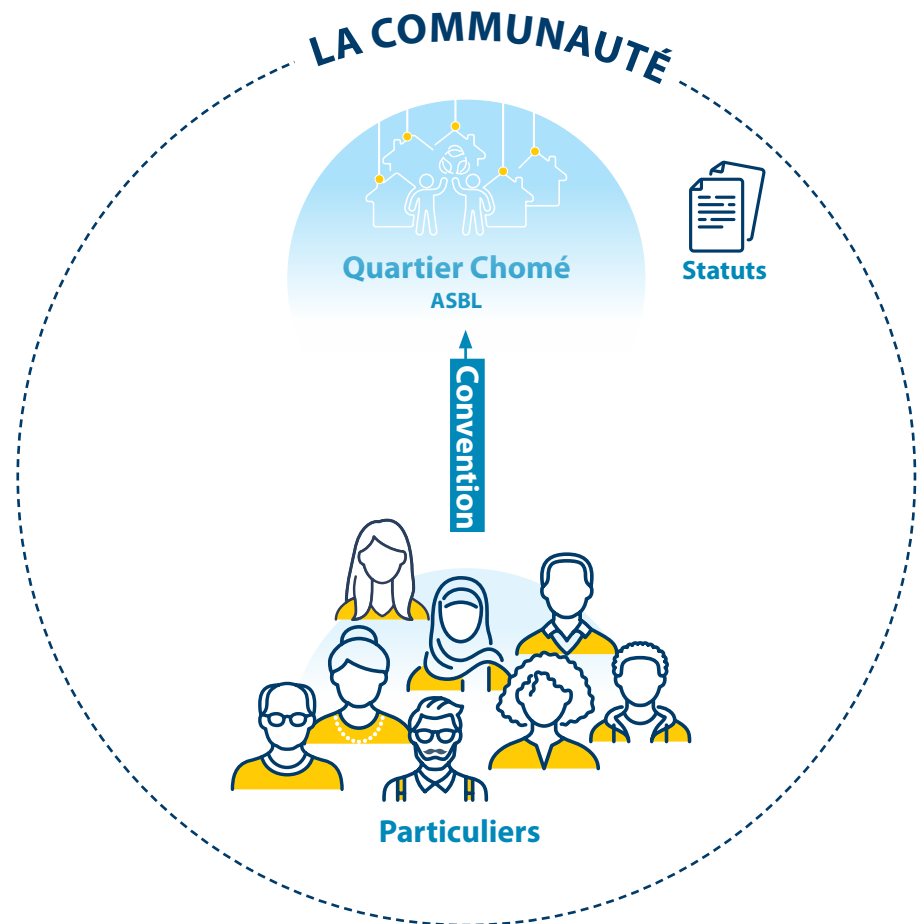 LA COMMUNAUTÉ
Quartier Chomé
ASBL
Statuts
Convention
Particuliers